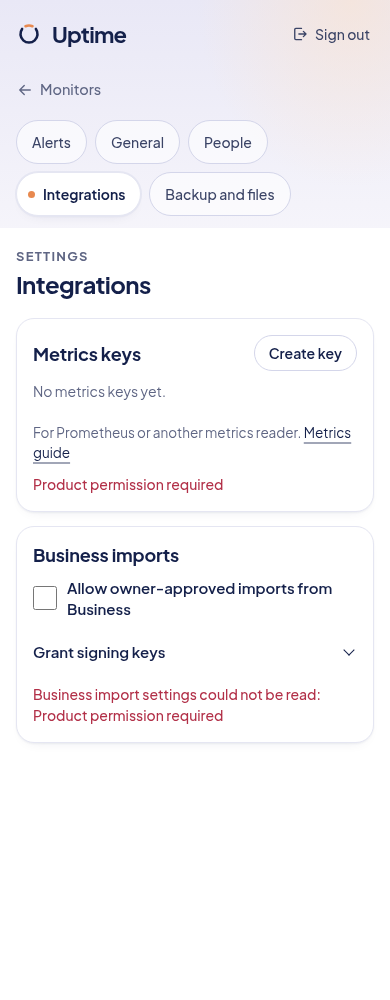 Uptime
Sign out
Monitors
Alerts
General
People
Integrations
Backup and files
SETTINGS
Integrations
Metrics keys
Create key
No metrics keys yet.
For Prometheus or another metrics reader. Metrics
guide
Product permission required
Business imports
Allow owner-approved imports from
Business
Grant signing keys
Business import settings could not be read:
Product permission required